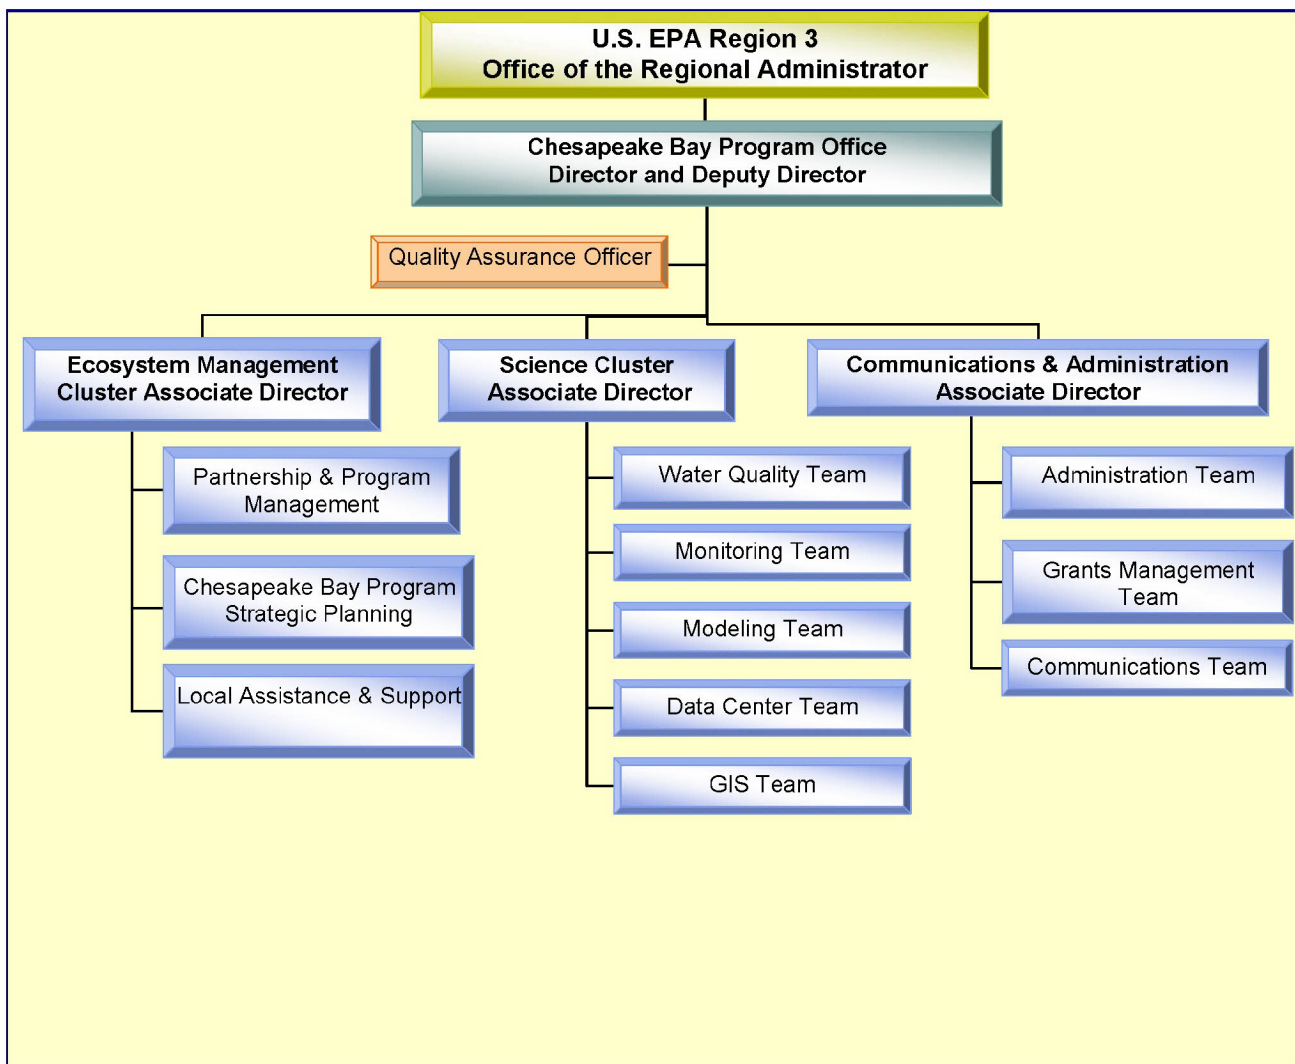 U.S. EPA Region 3
Office of the Regional Administrator
Chesapeake Bay Program Office
Director and Deputy Director
Quality Assurance Officer
Ecosystem Management
Cluster Associate Director
Partnership & Program
Management
Chesapeake Bay Program
Strategic Planning
Local Assistance & Support
Science Cluster
Associate Director
Water Quality Team
Monitoring Team
Modeling Team
Data Center Team
GIS Team
Communications & Administration
Associate Director
Administration Team
Grants Management
Team
Communications Team